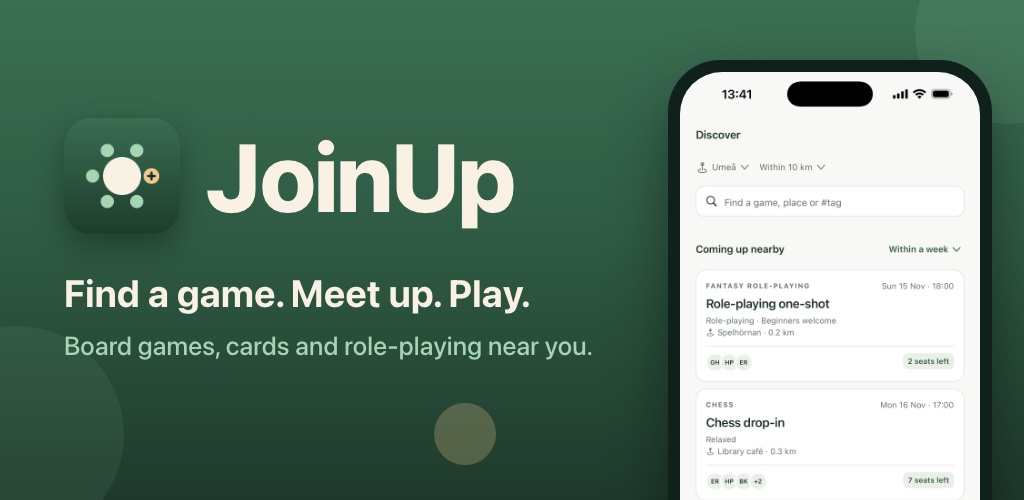 JoinUp
Find a game. Meet up. Play.
Board games, cards and role-playing near you.
13:41
Discover
Umeå Within 10 km
Find a game, place or #tag
Coming up nearby Within a week
FANTASY ROLE-PLAYING Sun 15 Nov · 18:00
Role-playing one-shot
Role-playing · Beginners welcome
Spelhörnan · 0.2 km
GH HP ER 2 seats left
CHESS Mon 16 Nov · 17:00
Chess drop-in
Relaxed
Library café · 0.3 km
ER HP BK +2 7 seats left